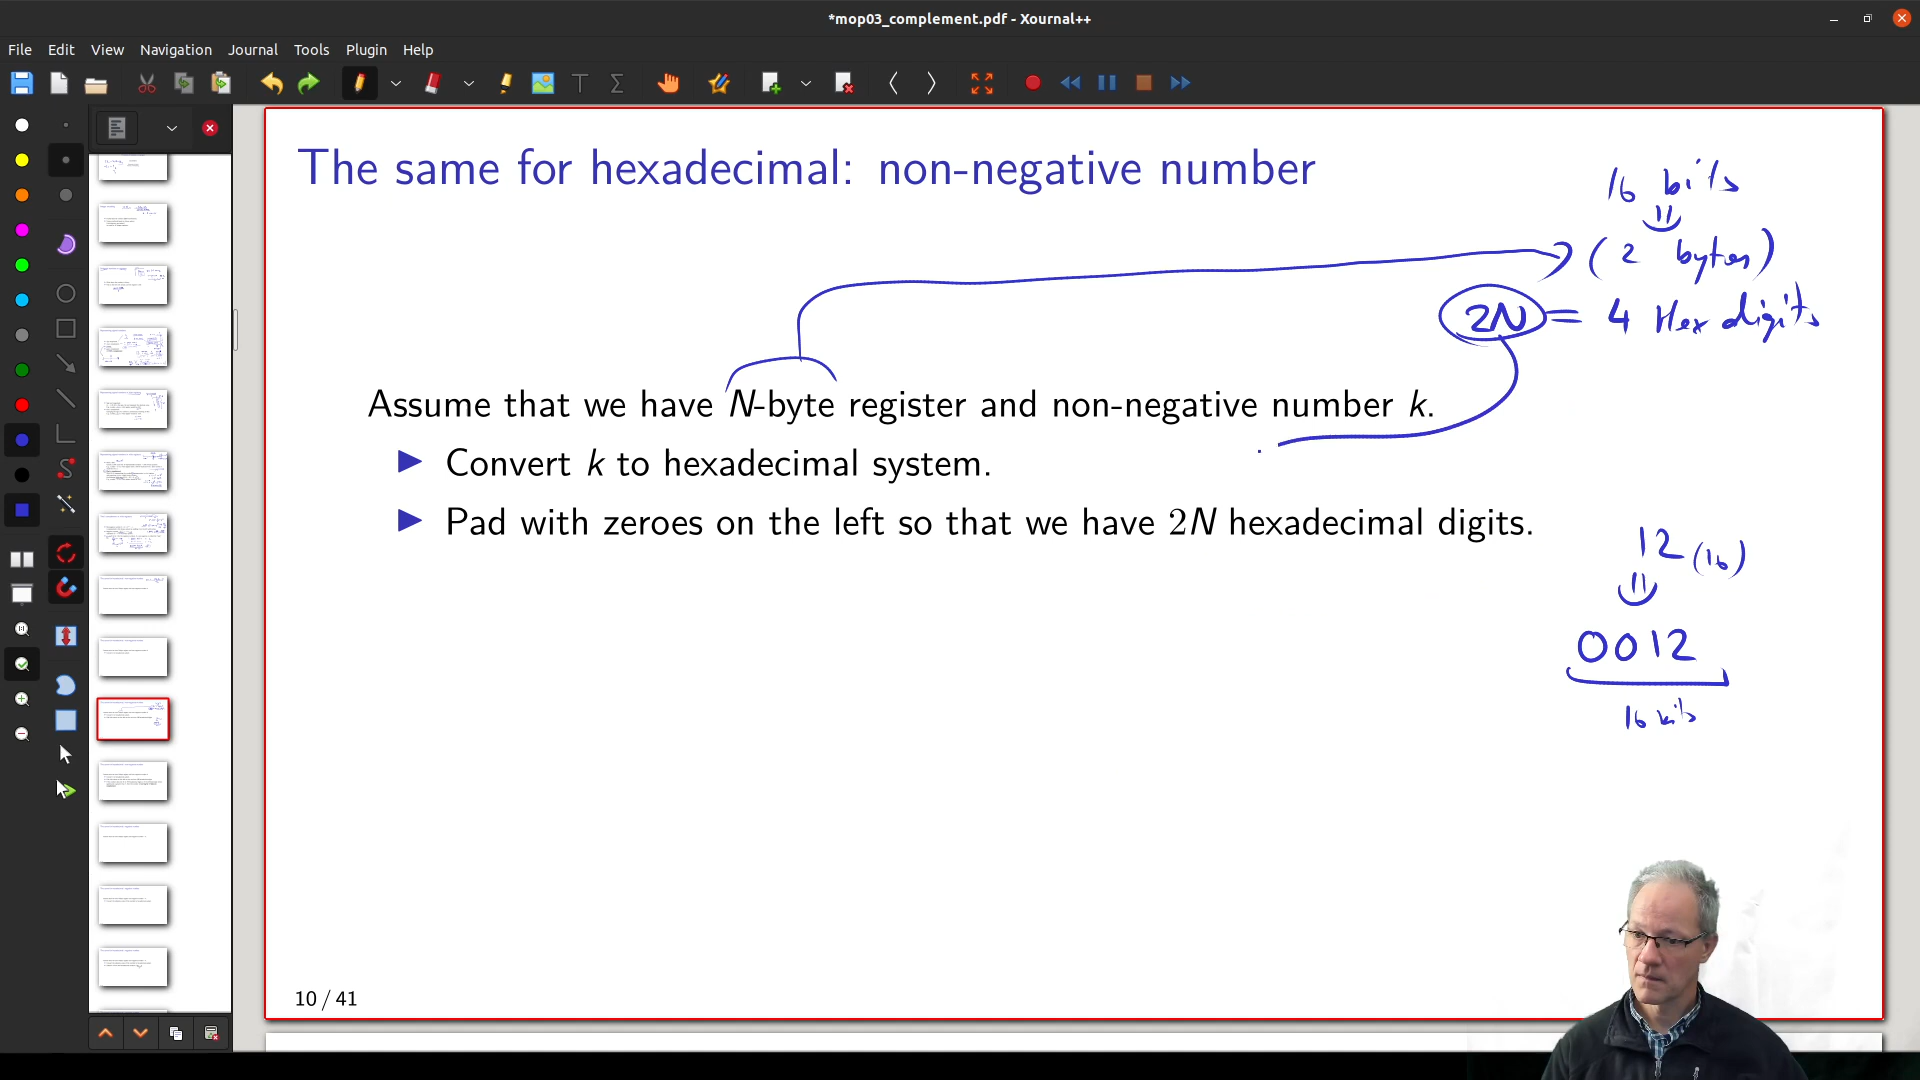 *mop03_complement.pdf - Xournal++
File Edit View Navigation Journal Tools Plugin Help
The same for hexadecimal: non-negative number
16 bits
(2 bytes)
2N = 4 Hex digits
Assume that we have N-byte register and non-negative number k.
▶ Convert k to hexadecimal system.
▶ Pad with zeroes on the left so that we have 2N hexadecimal digits.
12 (16)
0012
16 bits
10 / 41